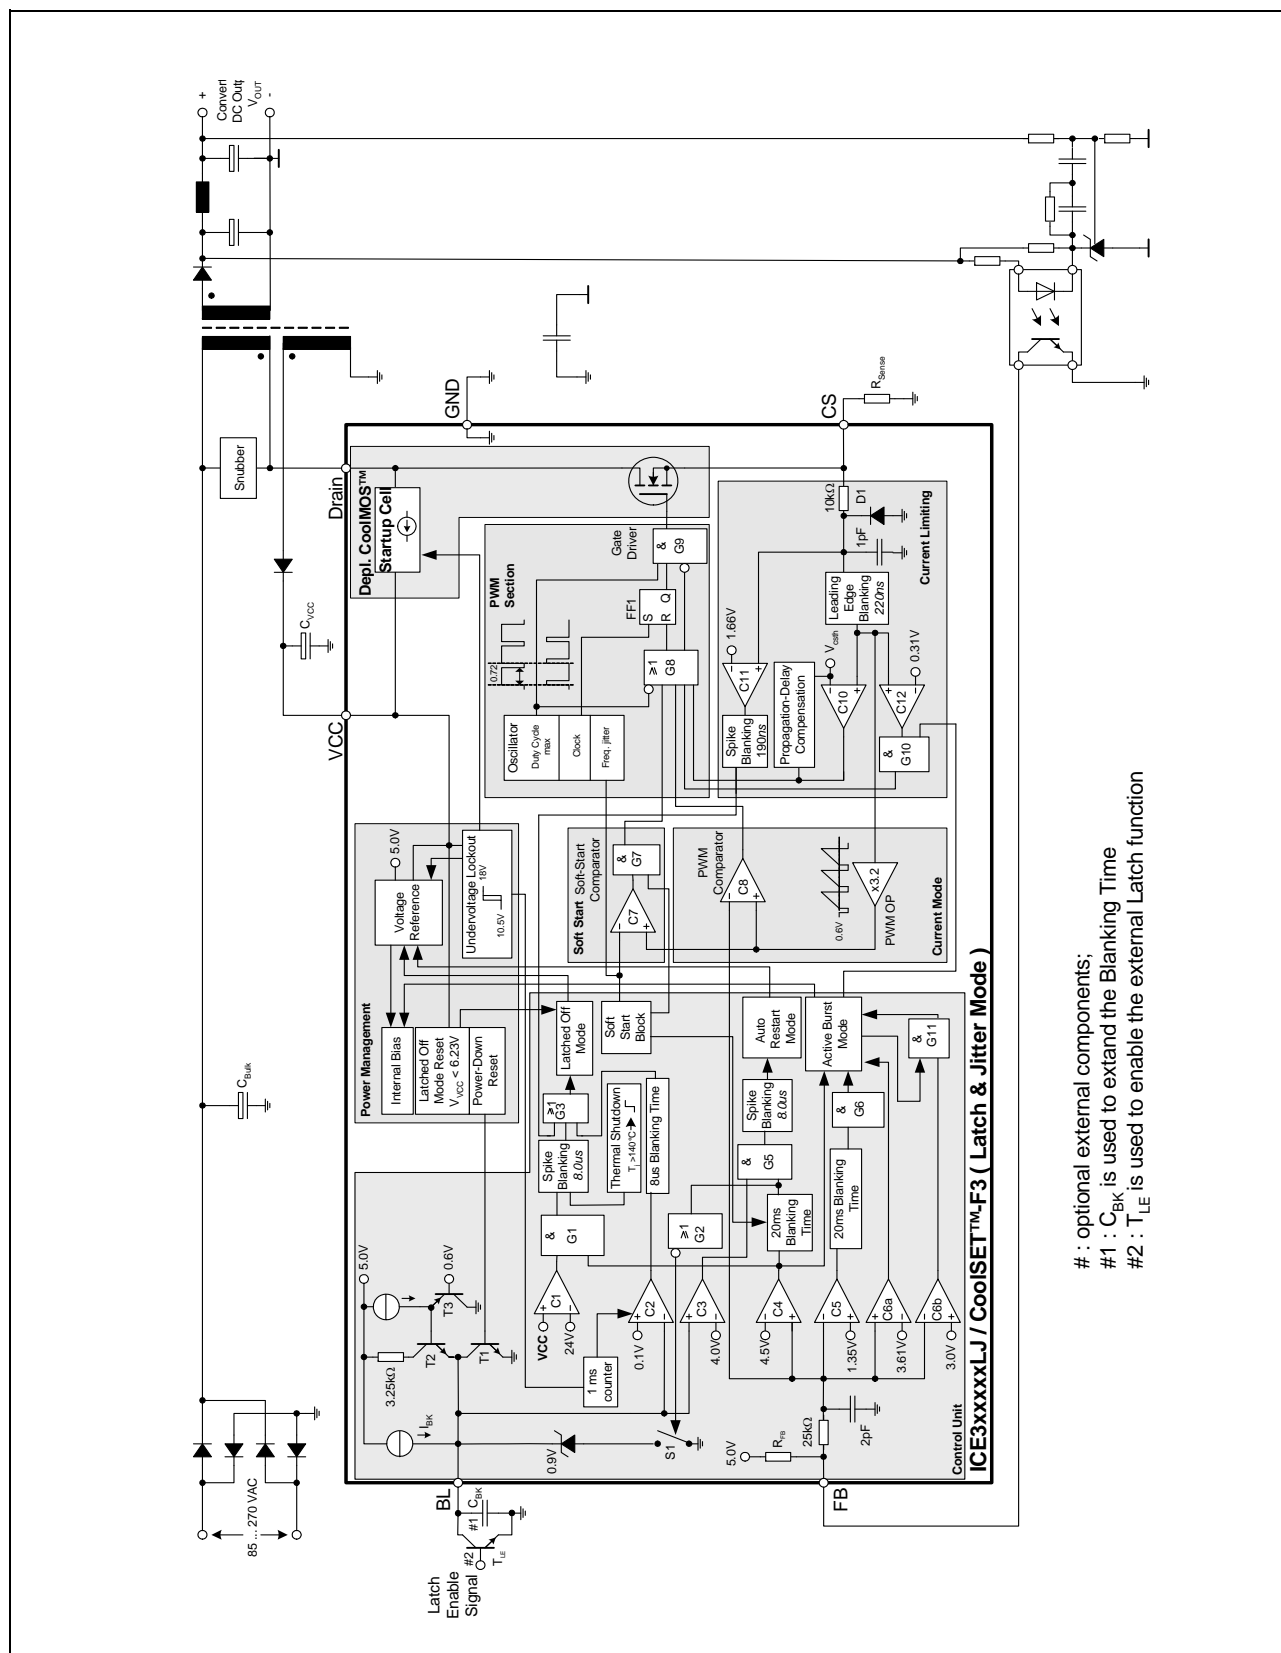 +
Convert
DC Outp
V_OUT
-
Snubber
C_Bulk
85 ... 270 VAC
C_VCC
VCC
Drain
GND
CS
R_Sense
BL
FB
#1
C_BK
#2
T_LE
Latch
Enable
Signal
Power Management
Internal Bias
Latched Off
Mode Reset
V_VCC < 6.23V
Power-Down
Reset
Voltage
Reference
5.0V
Undervoltage Lockout
18V
10.5V
Depl. CoolMOS™
Startup Cell
PWM
Section
0.72
Oscillator
Duty Cycle
max
Clock
Freq. jitter
Gate
Driver
&
G9
FF1
S
R
Q
≥1
G8
5.0V
3.25kΩ
T2
T3
0.6V
T1
I_BK
0.9V
S1
1 ms
counter
VCC
24V
+
−
C1
&
G1
Spike
Blanking
8.0us
≥1
G3
Latched Off
Mode
Thermal Shutdown
T_j >140°C
8us Blanking Time
0.1V
+
−
C2
4.0V
−
+
C3
≥1
G2
4.5V
−
+
C4
20ms
Blanking
Time
&
G5
Spike
Blanking
8.0us
Auto
Restart
Mode
Soft
Start
Block
1.35V
−
+
C5
20ms Blanking
Time
&
G6
Active Burst
Mode
3.61V
+
−
C6a
3.0V
−
+
C6b
&
G11
5.0V
R_FB
25kΩ
2pF
Control Unit
Soft Start
Soft-Start
Comparator
−
+
C7
&
G7
PWM
Comparator
−
+
C8
0.6V
x3.2
PWM OP
Current Mode
1.66V
−
+
C11
Spike
Blanking
190ns
Propagation-Delay
Compensation
V_csth
−
+
C10
+
−
C12
0.31V
&
G10
Leading
Edge
Blanking
220ns
10kΩ
D1
1pF
Current Limiting
ICE3xxxxxLJ / CoolSET™-F3 ( Latch & Jitter Mode )
# : optional external components;
#1 : C_BK is used to extand the Blanking Time
#2 : T_LE is used to enable the external Latch function